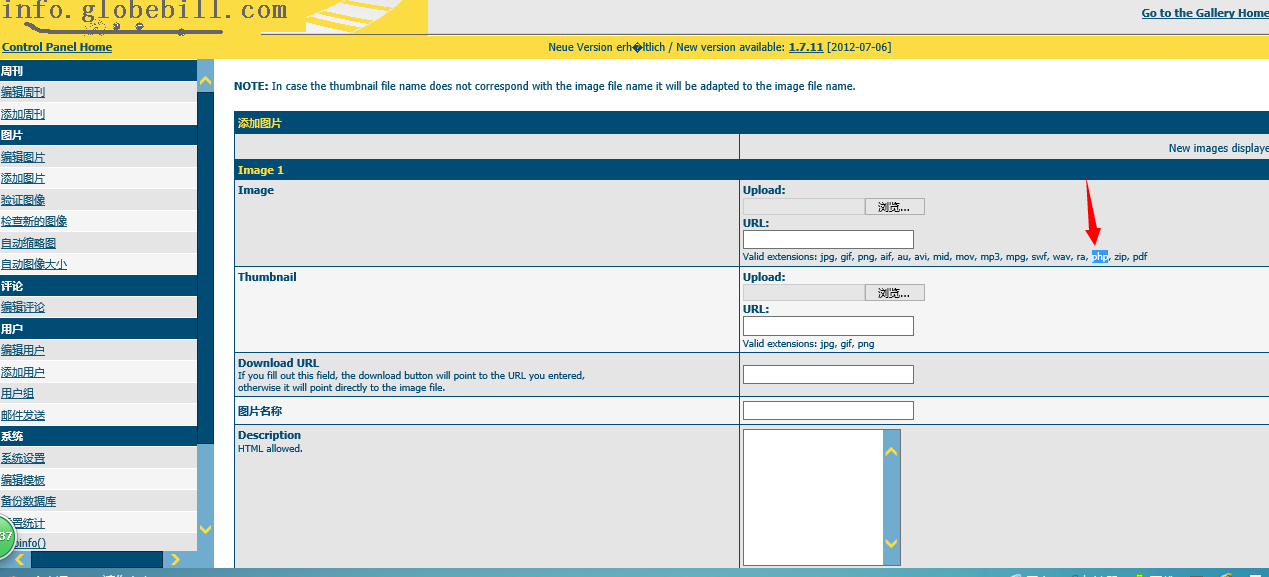 info.globebill.com
Go to the Gallery Home
Control Panel Home
Neue Version erh�ltlich / New version available: 1.7.11 [2012-07-06]
周刊
编辑周刊
添加周刊
图片
编辑图片
添加图片
验证图像
检查新的图像
自动缩略图
自动图像大小
评论
编辑评论
用户
编辑用户
添加用户
用户组
邮件发送
系统
系统设置
编辑模板
备份数据库
置统计
37
pinfo()
NOTE: In case the thumbnail file name does not correspond with the image file name it will be adapted to the image file name.
添加图片
New images displaye
Image 1
Image
Upload:
浏览...
URL:
Valid extensions: jpg, gif, png, aif, au, avi, mid, mov, mp3, mpg, swf, wav, ra, php, zip, pdf
Thumbnail
Upload:
浏览...
URL:
Valid extensions: jpg, gif, png
Download URL
If you fill out this field, the download button will point to the URL you entered,
otherwise it will point directly to the image file.
图片名称
Description
HTML allowed.